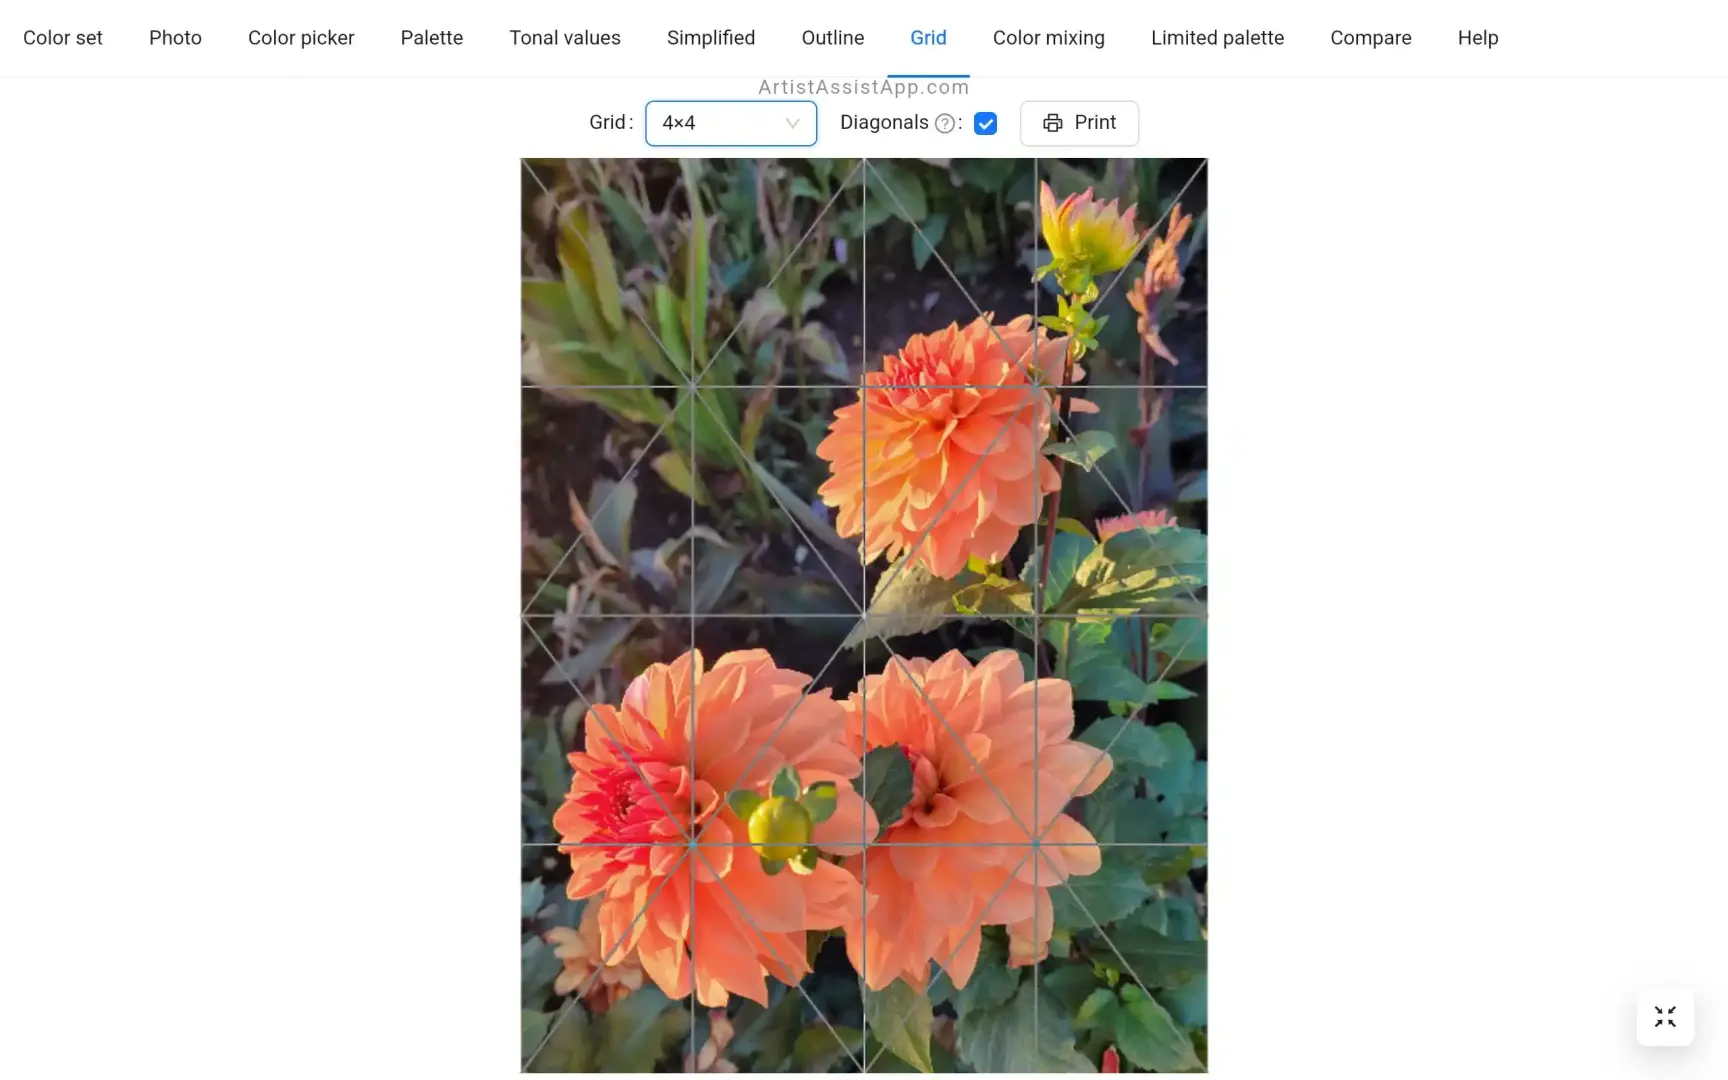 Color set Photo Color picker Palette Tonal values Simplified Outline Grid Color mixing Limited palette Compare Help
ArtistAssistApp.com
Grid: 4×4 Diagonals ?: Print